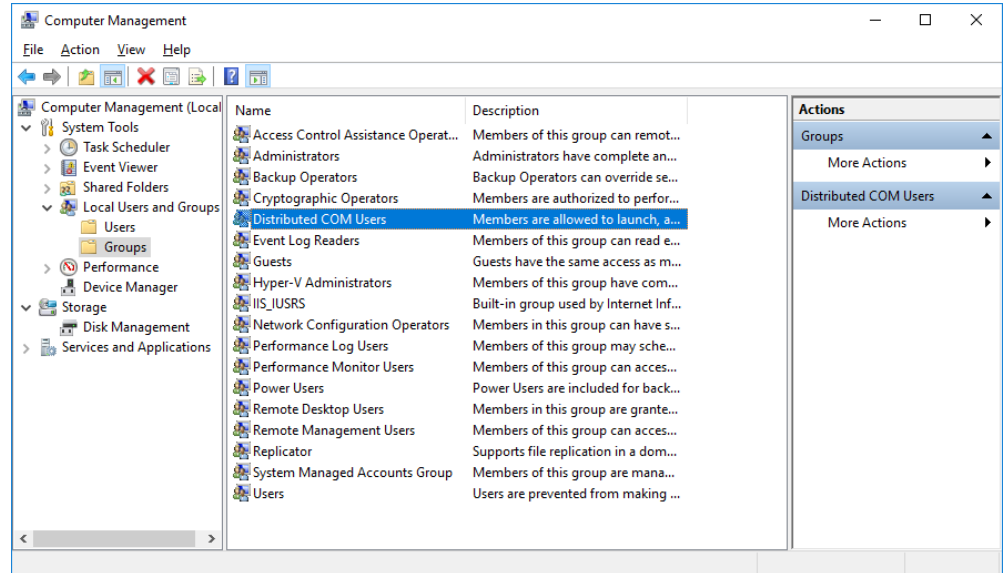 Computer Management
File Action View Help
Computer Management (Local
System Tools
Task Scheduler
Event Viewer
Shared Folders
Local Users and Groups
Users
Groups
Performance
Device Manager
Storage
Disk Management
Services and Applications
Name Description
Access Control Assistance Operat... Members of this group can remot...
Administrators Administrators have complete an...
Backup Operators Backup Operators can override se...
Cryptographic Operators Members are authorized to perfor...
Distributed COM Users Members are allowed to launch, a...
Event Log Readers Members of this group can read e...
Guests Guests have the same access as m...
Hyper-V Administrators Members of this group have com...
IIS_IUSRS Built-in group used by Internet Inf...
Network Configuration Operators Members in this group can have s...
Performance Log Users Members of this group may sche...
Performance Monitor Users Members of this group can acces...
Power Users Power Users are included for back...
Remote Desktop Users Members in this group are grante...
Remote Management Users Members of this group can acces...
Replicator Supports file replication in a dom...
System Managed Accounts Group Members of this group are mana...
Users Users are prevented from making ...
Actions
Groups
More Actions
Distributed COM Users
More Actions